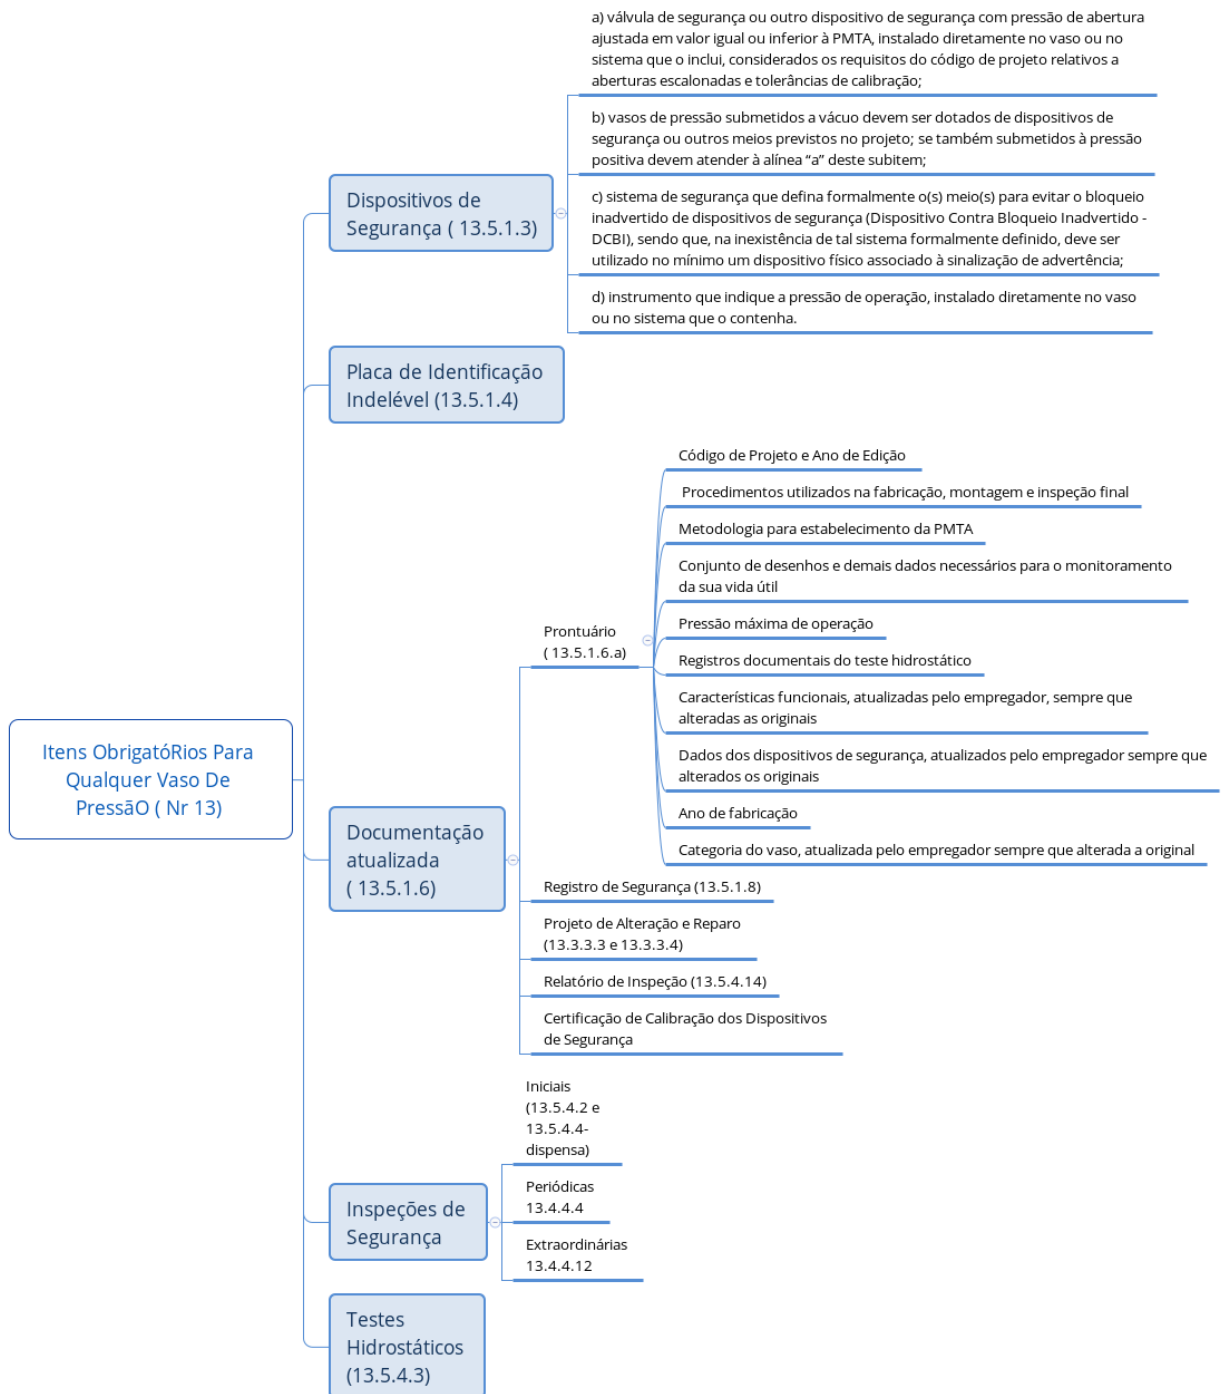 Itens ObrigatóRios Para
Qualquer Vaso De
PressãO ( Nr 13)
Dispositivos de
Segurança ( 13.5.1.3)
a) válvula de segurança ou outro dispositivo de segurança com pressão de abertura
ajustada em valor igual ou inferior à PMTA, instalado diretamente no vaso ou no
sistema que o inclui, considerados os requisitos do código de projeto relativos a
aberturas escalonadas e tolerâncias de calibração;
b) vasos de pressão submetidos a vácuo devem ser dotados de dispositivos de
segurança ou outros meios previstos no projeto; se também submetidos à pressão
positiva devem atender à alínea “a” deste subitem;
c) sistema de segurança que defina formalmente o(s) meio(s) para evitar o bloqueio
inadvertido de dispositivos de segurança (Dispositivo Contra Bloqueio Inadvertido -
DCBI), sendo que, na inexistência de tal sistema formalmente definido, deve ser
utilizado no mínimo um dispositivo físico associado à sinalização de advertência;
d) instrumento que indique a pressão de operação, instalado diretamente no vaso
ou no sistema que o contenha.
Placa de Identificação
Indelével (13.5.1.4)
Documentação
atualizada
( 13.5.1.6)
Prontuário
( 13.5.1.6.a)
Código de Projeto e Ano de Edição
Procedimentos utilizados na fabricação, montagem e inspeção final
Metodologia para estabelecimento da PMTA
Conjunto de desenhos e demais dados necessários para o monitoramento
da sua vida útil
Pressão máxima de operação
Registros documentais do teste hidrostático
Características funcionais, atualizadas pelo empregador, sempre que
alteradas as originais
Dados dos dispositivos de segurança, atualizados pelo empregador sempre que
alterados os originais
Ano de fabricação
Categoria do vaso, atualizada pelo empregador sempre que alterada a original
Registro de Segurança (13.5.1.8)
Projeto de Alteração e Reparo
(13.3.3.3 e 13.3.3.4)
Relatório de Inspeção (13.5.4.14)
Certificação de Calibração dos Dispositivos
de Segurança
Inspeções de
Segurança
Iniciais
(13.5.4.2 e
13.5.4.4-
dispensa)
Periódicas
13.4.4.4
Extraordinárias
13.4.4.12
Testes
Hidrostáticos
(13.5.4.3)